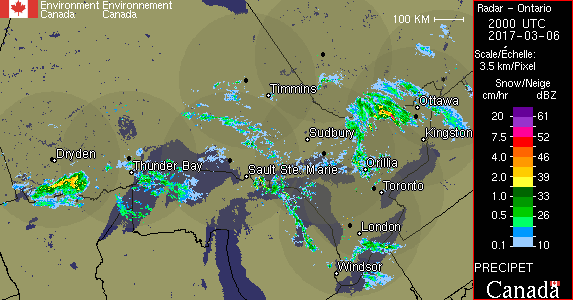 Environment Environnement
Canada Canada
100 KM
Timmins
Ottawa
Sudbury
Kingston
Dryden
Thunder Bay
Sault Ste. Marie
Orillia
Toronto
London
Windsor
Radar - Ontario
2000 UTC
2017-03-06
Scale/Échelle:
3.5 km/Pixel
Snow/Neige
cm/hr dBZ
20 61
7.5 52
4.0 46
2.0 39
1.0 33
0.5 26
0.1 10
PRECIPET
Canada